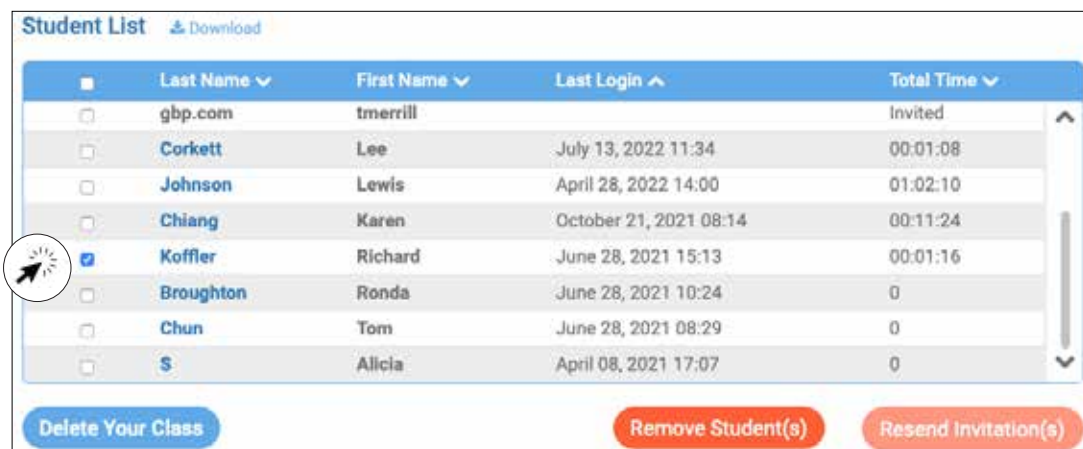 Student List Download
Last Name First Name Last Login Total Time
gbp.com tmerrill Invited
Corkett Lee July 13, 2022 11:34 00:01:08
Johnson Lewis April 28, 2022 14:00 01:02:10
Chiang Karen October 21, 2021 08:14 00:11:24
Koffler Richard June 28, 2021 15:13 00:01:16
Broughton Ronda June 28, 2021 10:24 0
Chun Tom June 28, 2021 08:29 0
S Alicia April 08, 2021 17:07 0
Delete Your Class Remove Student(s) Resend Invitation(s)